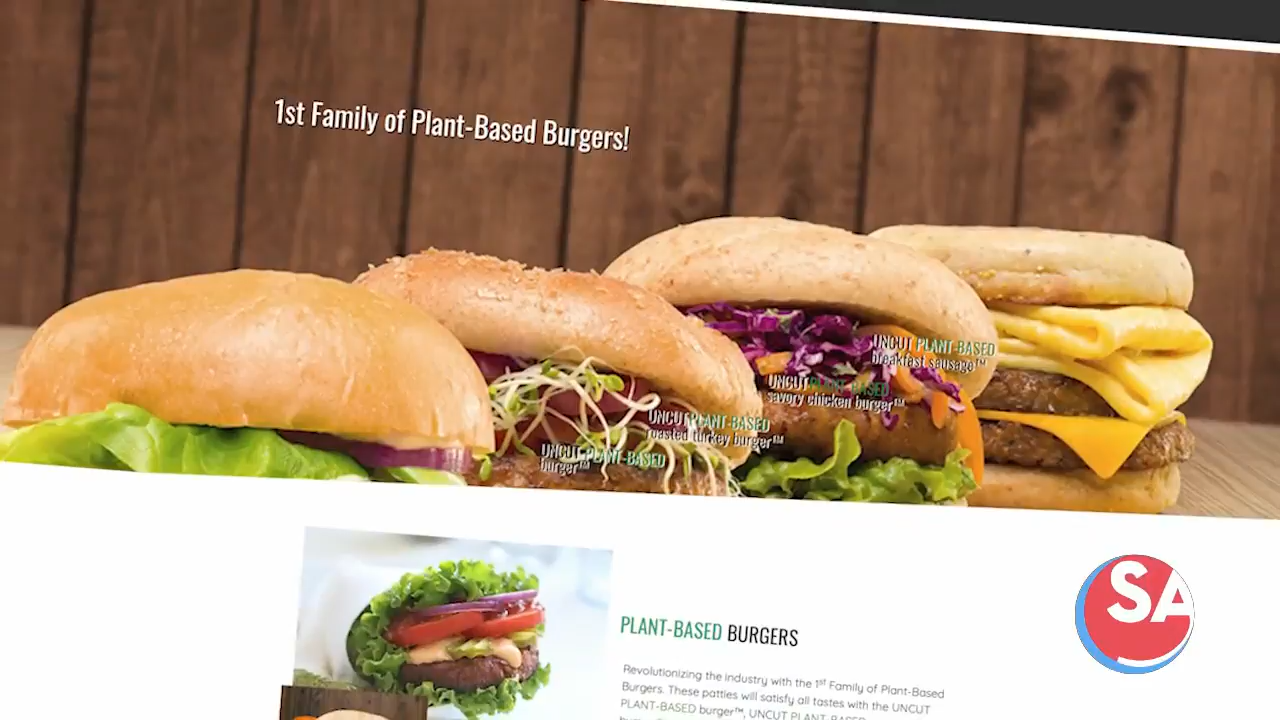 1st Family of Plant-Based Burgers!
UNCUT PLANT-BASED
breakfast sausage™
UNCUT PLANT-BASED
savory chicken burger™
UNCUT PLANT-BASED
roasted turkey burger™
UNCUT PLANT-BASED
burger™
PLANT-BASED BURGERS
Revolutionizing the industry with the 1st Family of Plant-Based
Burgers. These patties will satisfy all tastes with the UNCUT
PLANT-BASED burger™, UNCUT PLANT-BASED
SA